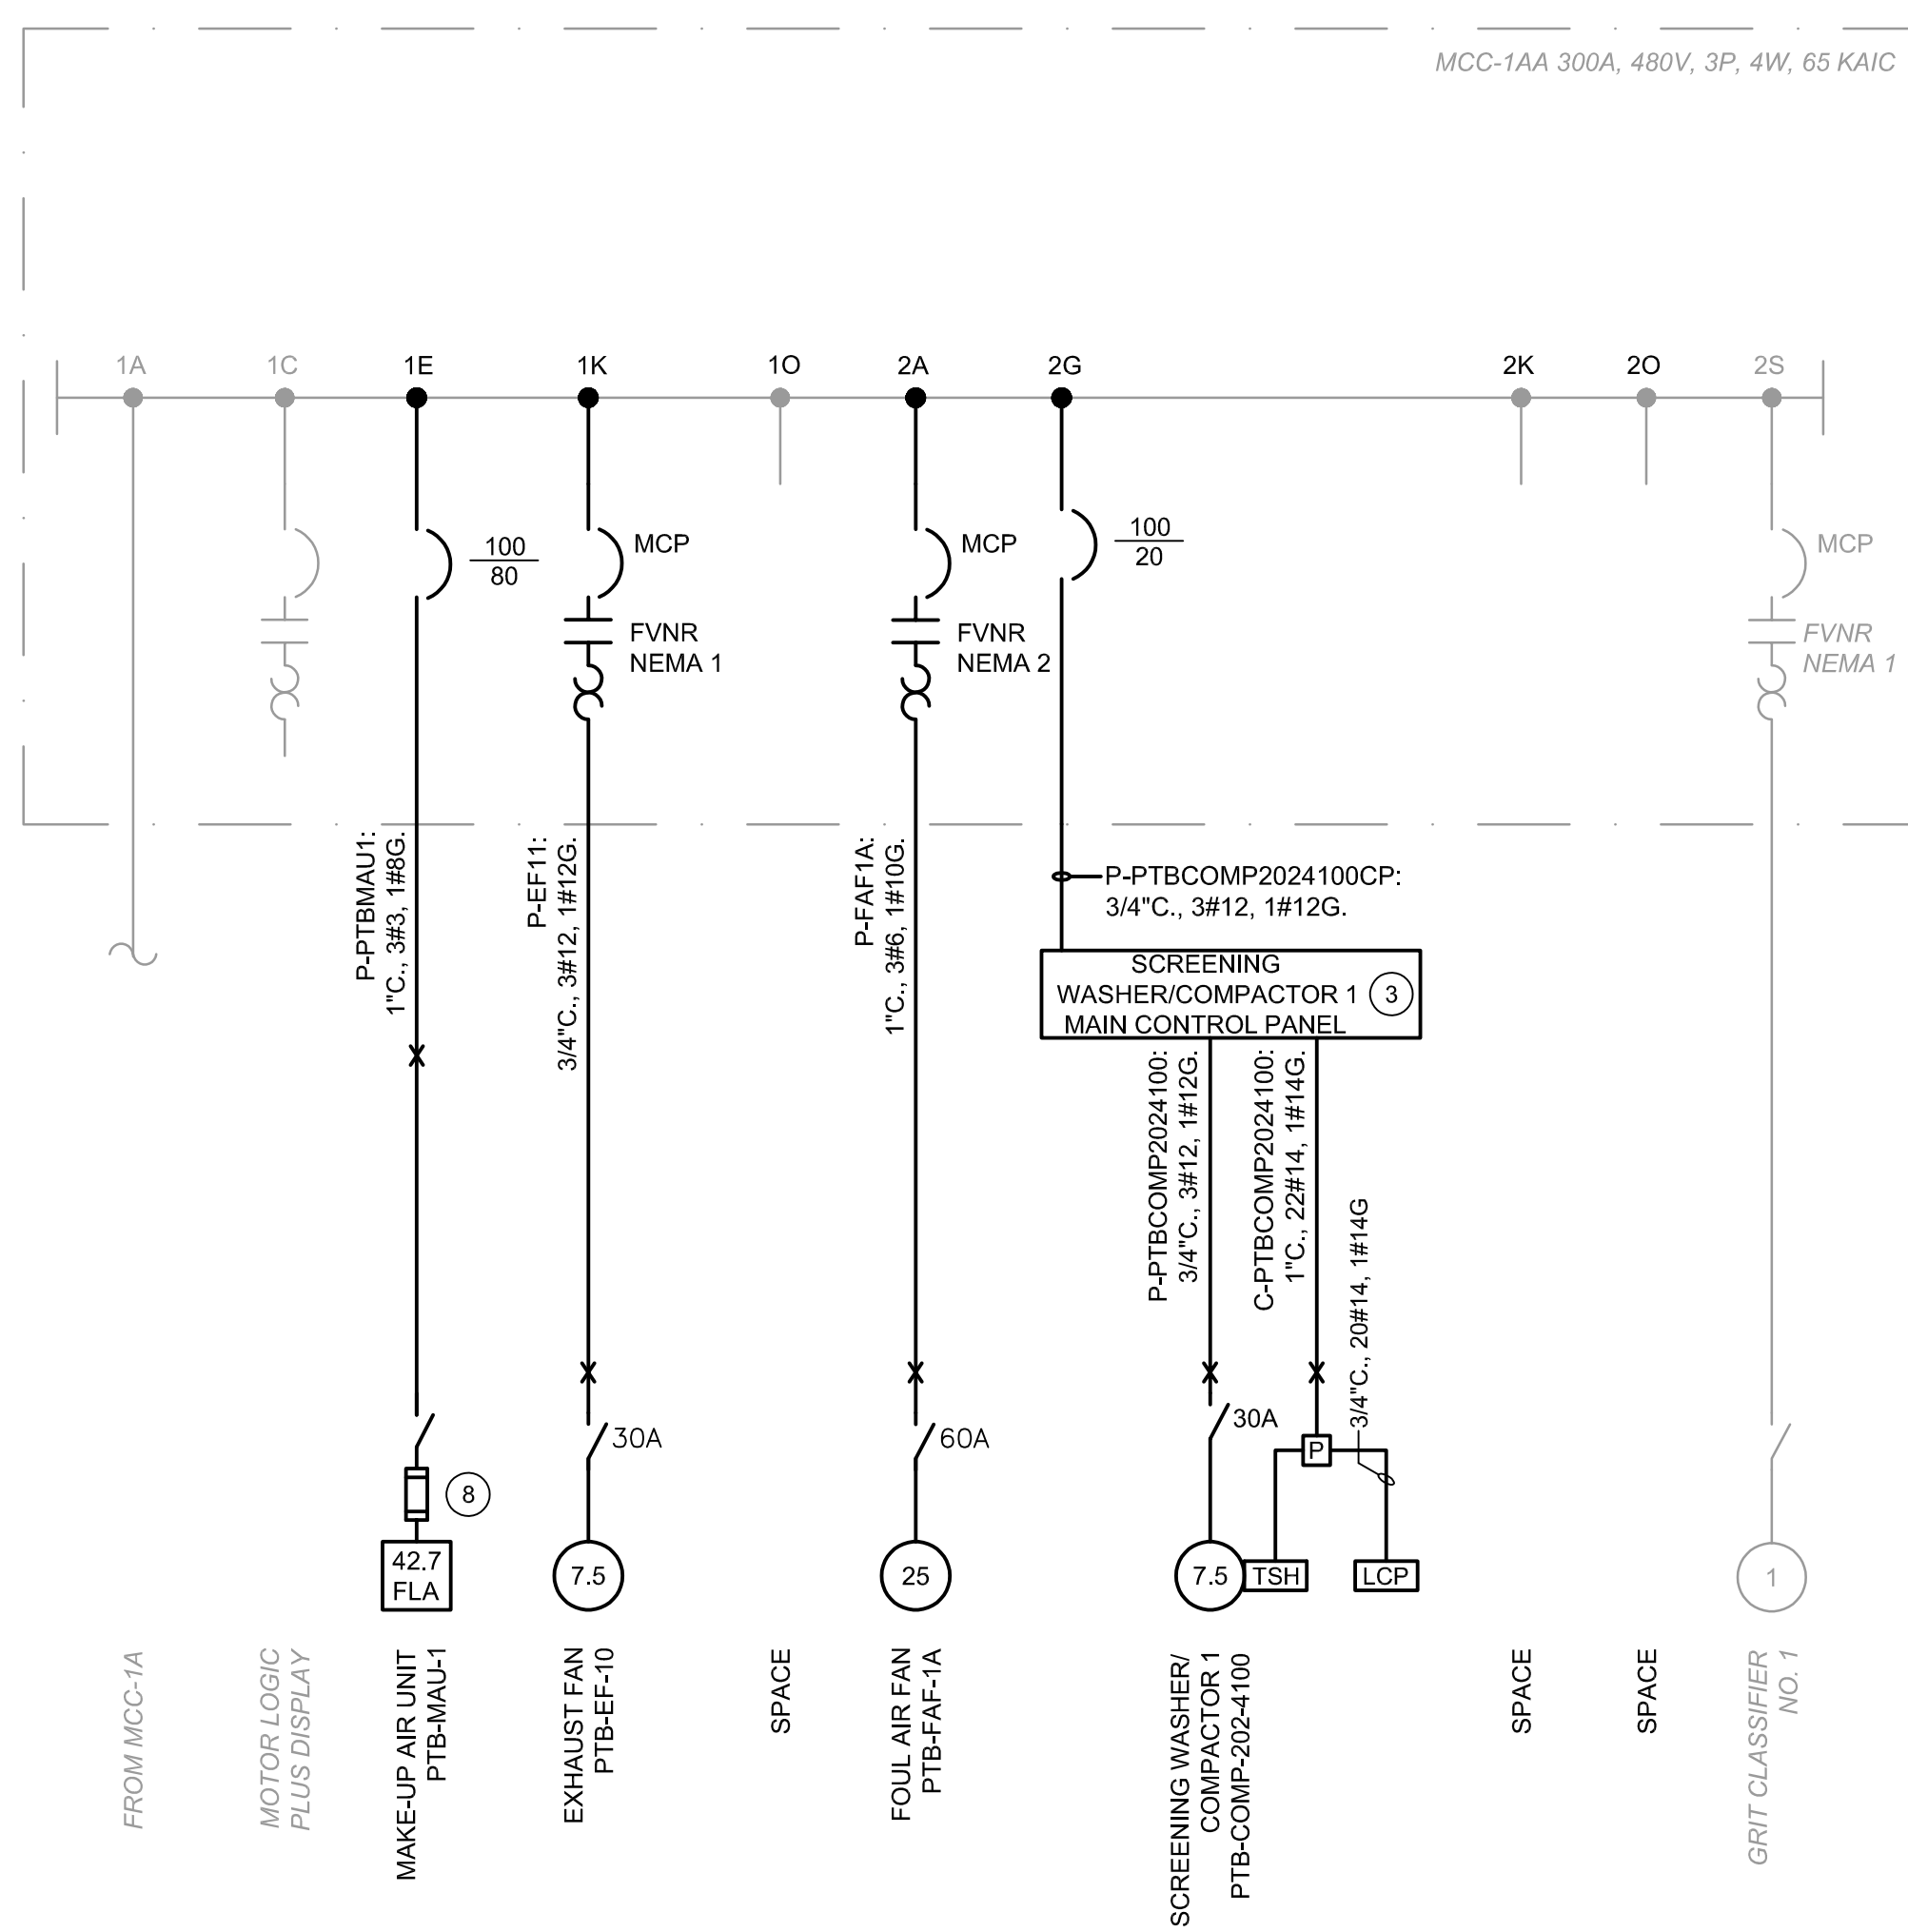 MCC-1AA 300A, 480V, 3P, 4W, 65 KAIC
1A
1C
1E
1K
1O
2A
2G
2K
2O
2S
100
80
MCP
MCP
100
20
MCP
FVNR
NEMA 1
FVNR
NEMA 2
FVNR
NEMA 1
P-PTBMAU1:
1"C., 3#3, 1#8G.
P-EF11:
3/4"C., 3#12, 1#12G.
P-FAF1A:
1"C., 3#6, 1#10G.
P-PTBCOMP2024100CP:
3/4"C., 3#12, 1#12G.
SCREENING
WASHER/COMPACTOR 1
MAIN CONTROL PANEL
3
P-PTBCOMP2024100:
3/4"C., 3#12, 1#12G.
C-PTBCOMP2024100:
1"C., 22#14, 1#14G.
3/4"C., 20#14, 1#14G
30A
60A
30A
P
8
42.7
FLA
7.5
25
7.5
TSH
LCP
1
FROM MCC-1A
MOTOR LOGIC
PLUS DISPLAY
MAKE-UP AIR UNIT
PTB-MAU-1
EXHAUST FAN
PTB-EF-10
SPACE
FOUL AIR FAN
PTB-FAF-1A
SCREENING WASHER/
COMPACTOR 1
PTB-COMP-202-4100
SPACE
SPACE
GRIT CLASSIFIER
NO. 1